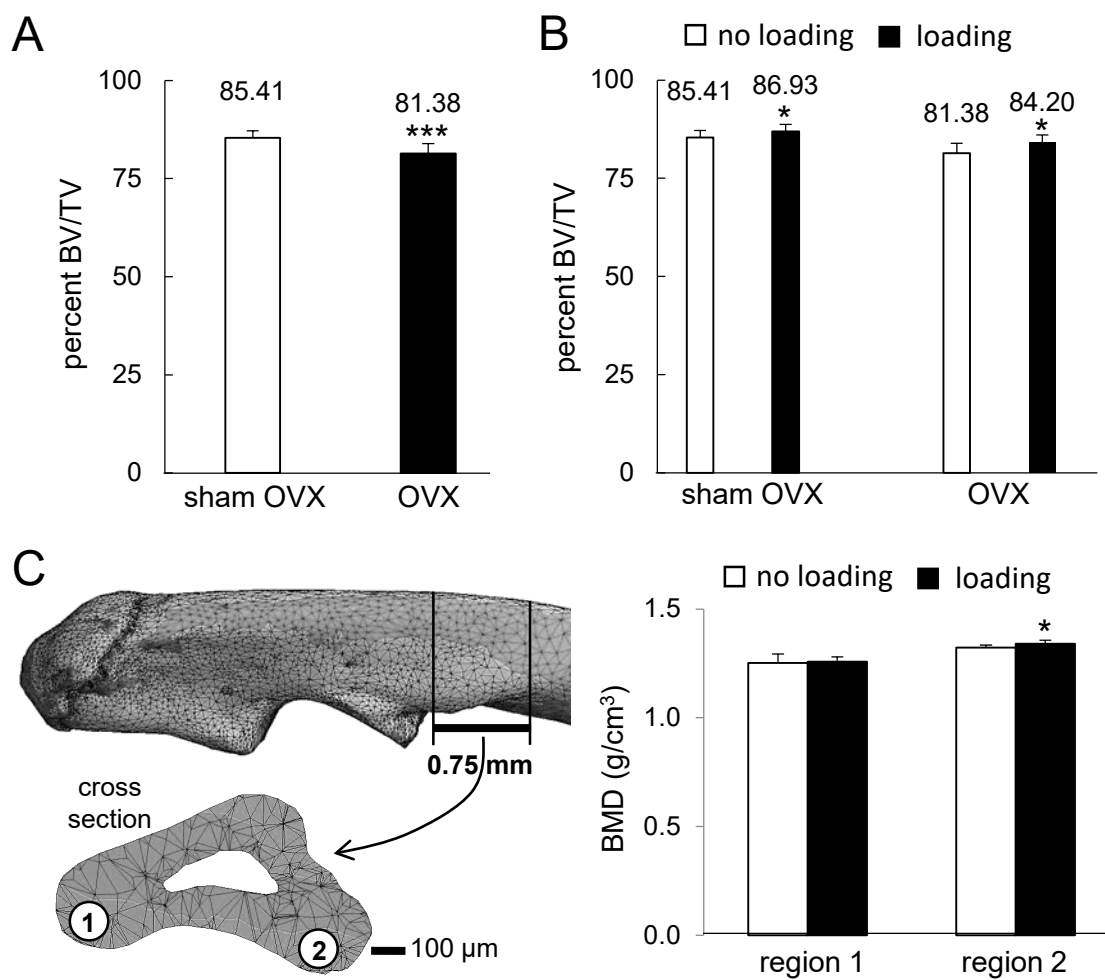 A
percent BV/TV
100
75
50
25
0
85.41
81.38
***
sham OVX
OVX
B
no loading
loading
percent BV/TV
100
75
50
25
0
85.41
86.93
*
81.38
84.20
*
sham OVX
OVX
C
0.75 mm
cross
section
1
2
100 µm
no loading
loading
BMD (g/cm³)
1.5
1.0
0.5
0.0
*
region 1
region 2